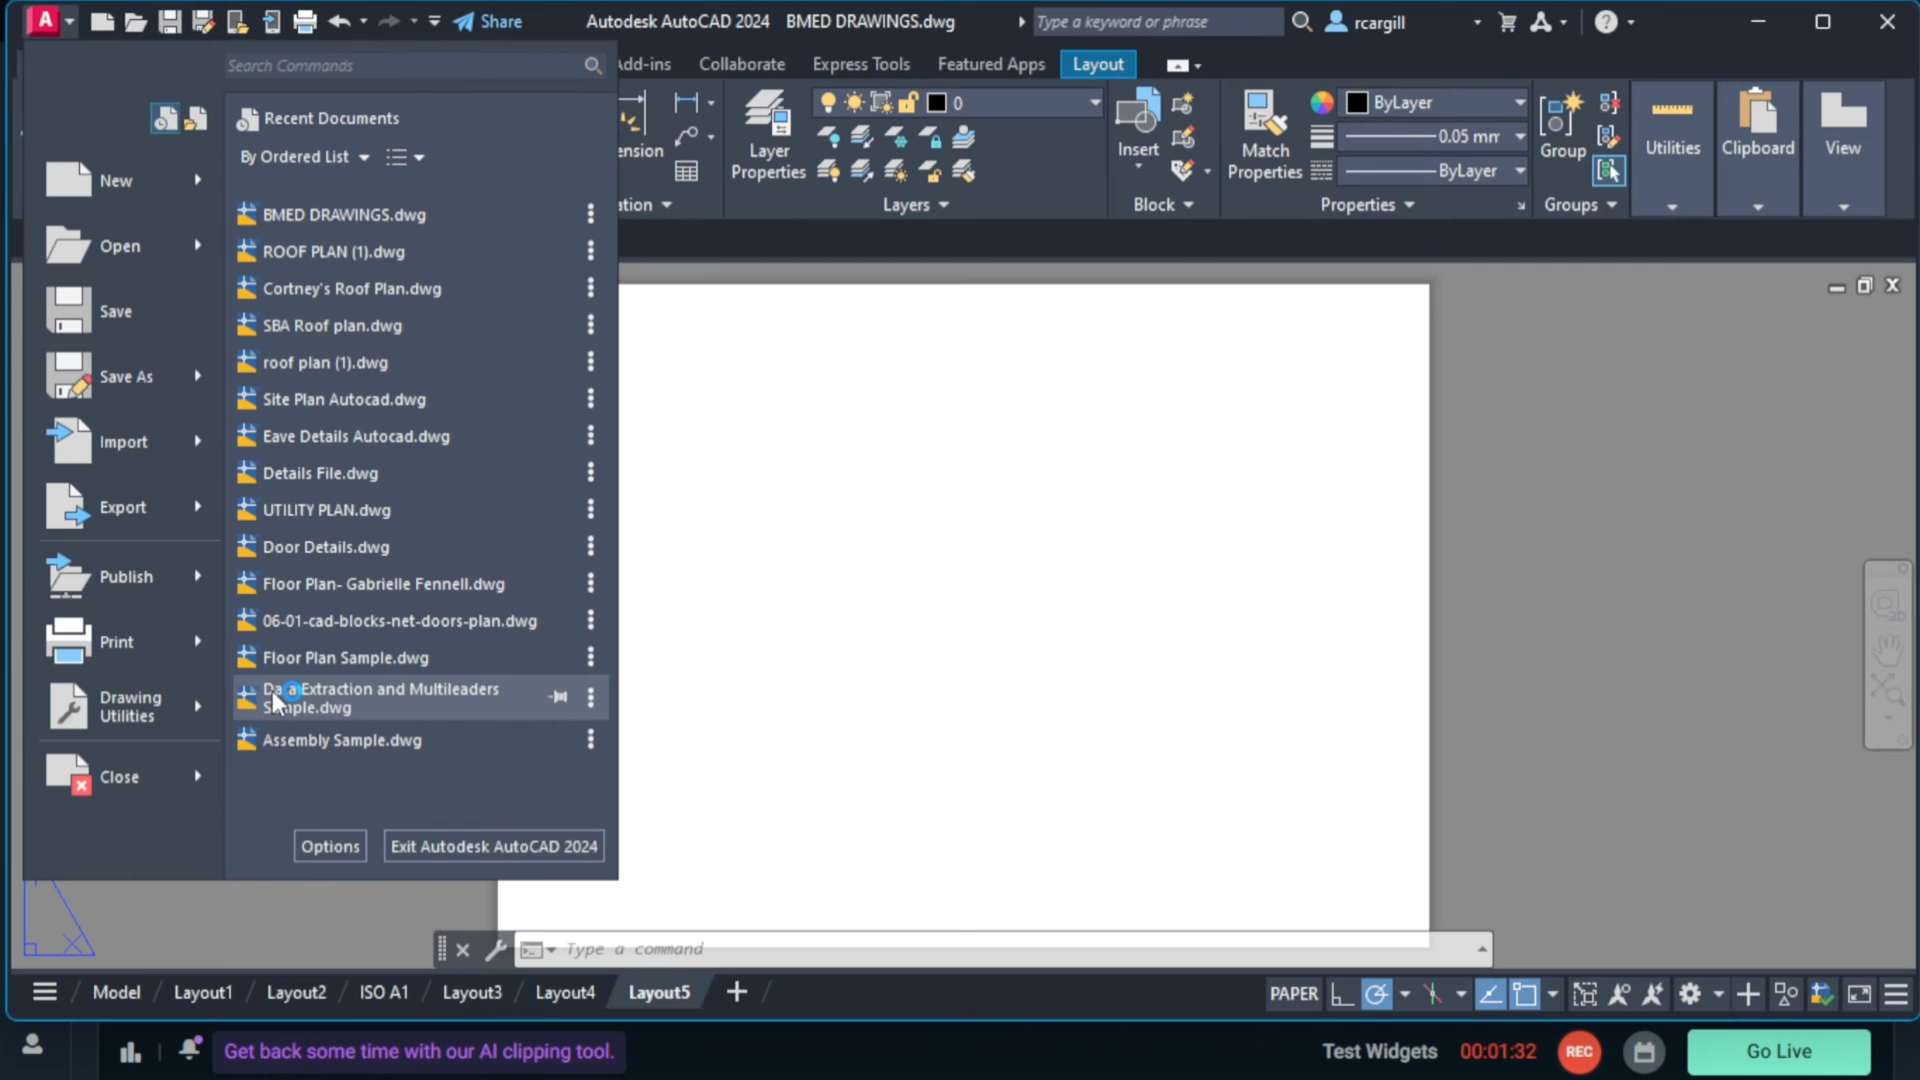 A
Share
Autodesk AutoCAD 2024 BMED DRAWINGS.dwg
Type a keyword or phrase
rcargill
Search Commands
Add-ins
Collaborate
Express Tools
Featured Apps
Layout
Recent Documents
By Ordered List
New
Open
Save
Save As
Import
Export
Publish
Print
Drawing
Utilities
Close
BMED DRAWINGS.dwg
ROOF PLAN (1).dwg
Cortney's Roof Plan.dwg
SBA Roof plan.dwg
roof plan (1).dwg
Site Plan Autocad.dwg
Eave Details Autocad.dwg
Details File.dwg
UTILITY PLAN.dwg
Door Details.dwg
Floor Plan- Gabrielle Fennell.dwg
06-01-cad-blocks-net-doors-plan.dwg
Floor Plan Sample.dwg
Data Extraction and Multileaders
Sample.dwg
Assembly Sample.dwg
Options
Exit Autodesk AutoCAD 2024
ension
ation
Layer
Properties
0
Layers
Insert
Block
Match
Properties
ByLayer
0.05 mm
ByLayer
Properties
Group
Groups
Utilities
Clipboard
View
2D
Type a command
Model
Layout1
Layout2
ISO A1
Layout3
Layout4
Layout5
PAPER
Get back some time with our AI clipping tool.
Test Widgets
00:01:32
REC
Go Live